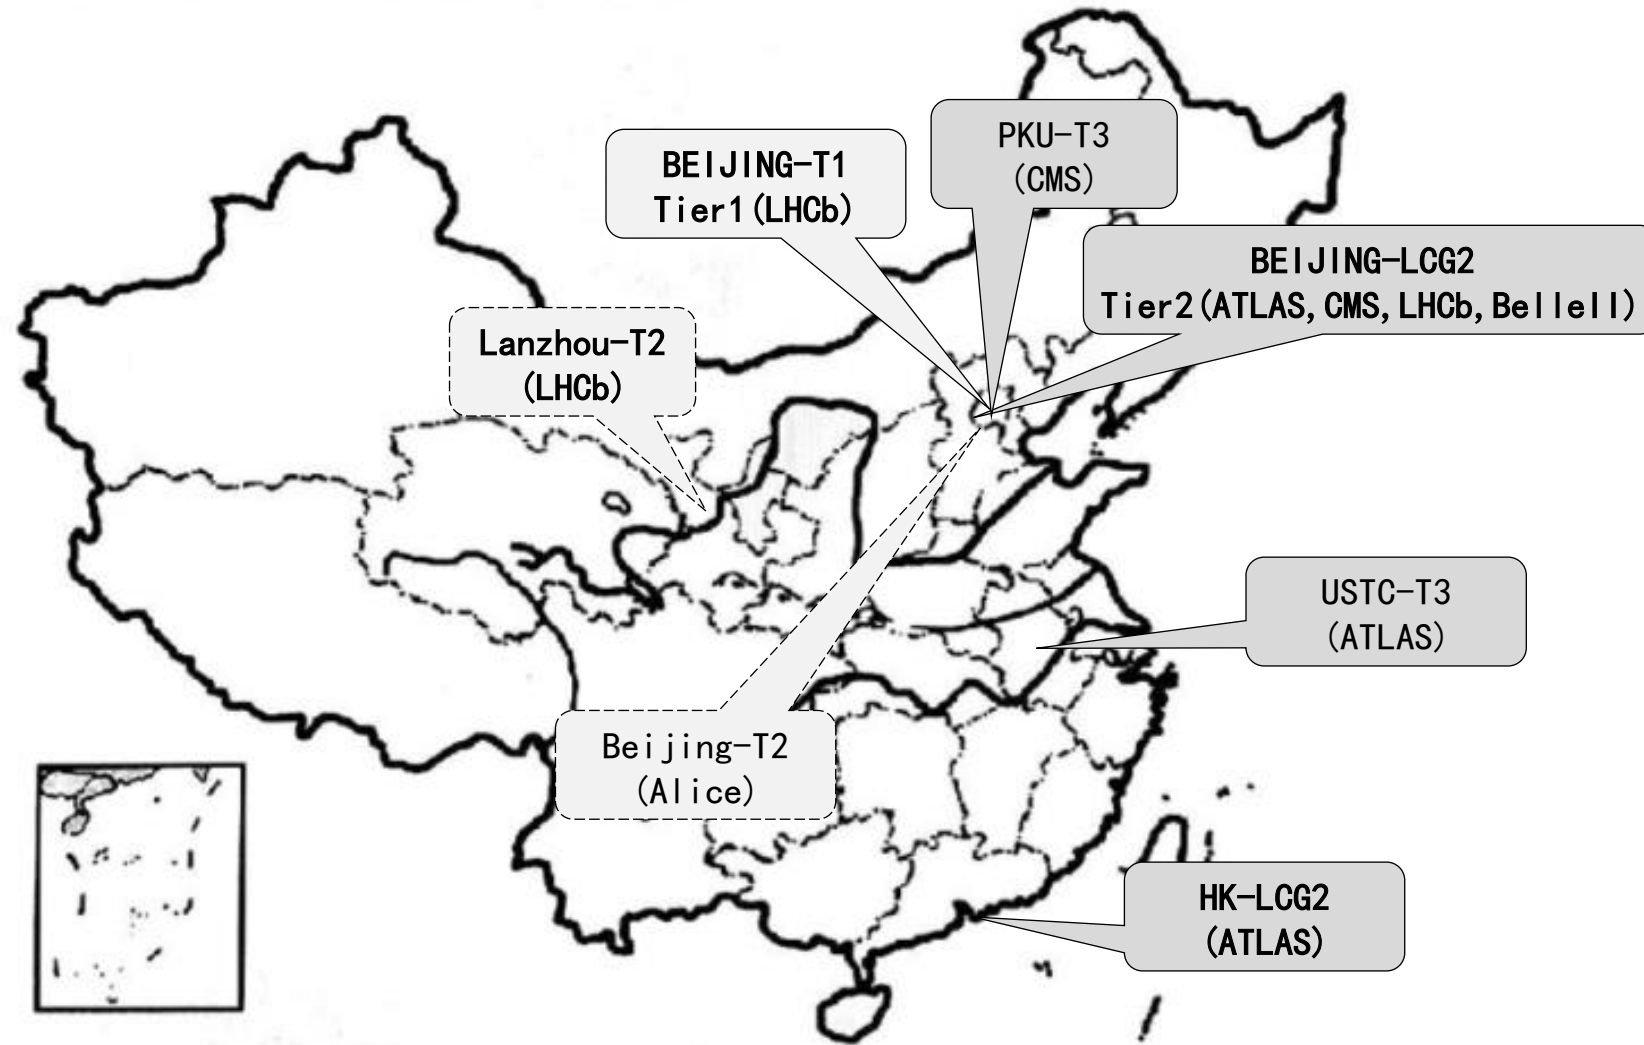 PKU-T3
(CMS)
BEIJING-T1
Tier1(LHCb)
BEIJING-LCG2
Tier2(ATLAS, CMS, LHCb, BelleII)
Lanzhou-T2
(LHCb)
USTC-T3
(ATLAS)
Beijing-T2
(Alice)
HK-LCG2
(ATLAS)